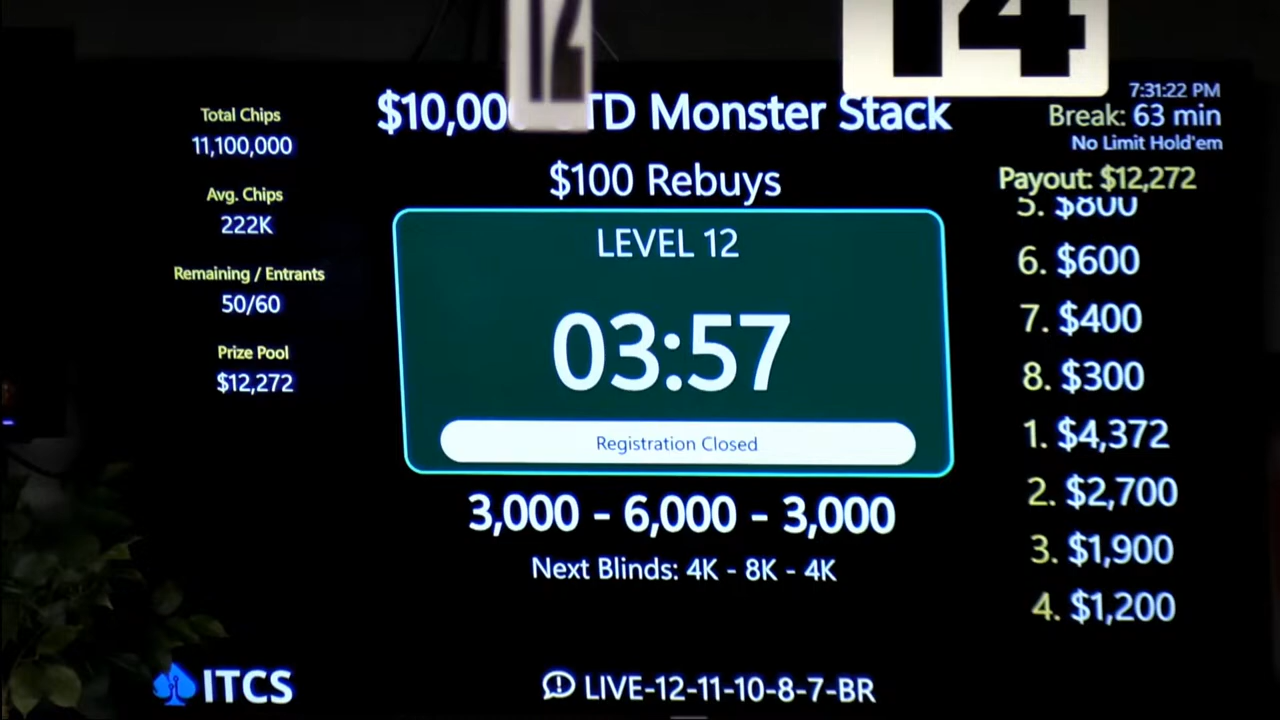 12
14
7:31:22 PM
$10,00 TD Monster Stack
Break: 63 min
No Limit Hold'em
$100 Rebuys
Total Chips
11,100,000
Avg. Chips
222K
Remaining / Entrants
50/60
Prize Pool
$12,272
LEVEL 12
03:57
Registration Closed
3,000 - 6,000 - 3,000
Next Blinds: 4K - 8K - 4K
Payout: $12,272
5. $800
6. $600
7. $400
8. $300
1. $4,372
2. $2,700
3. $1,900
4. $1,200
ITCS
LIVE-12-11-10-8-7-BR